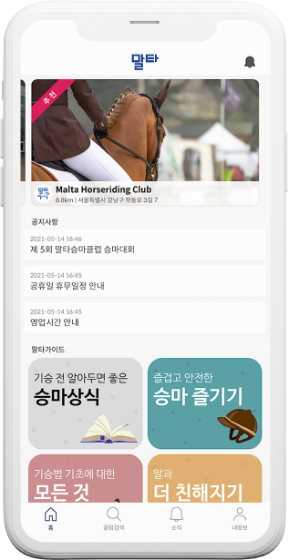 말타
추천
말타
Malta Horseriding Club
8.8km | 서울특별시 강남구 학동로 3길 7
공지사항
2021-05-14 16:46
제 5회 말타승마클럽 승마대회
2021-05-14 16:45
공휴일 휴무일정 안내
2021-05-14 16:45
영업시간 안내
말타가이드
기승 전 알아두면 좋은
승마상식
즐겁고 안전한
승마 즐기기
기승법 기초에 대한
모든 것
말과
더 친해지기
홈
클럽검색
소식
내정보